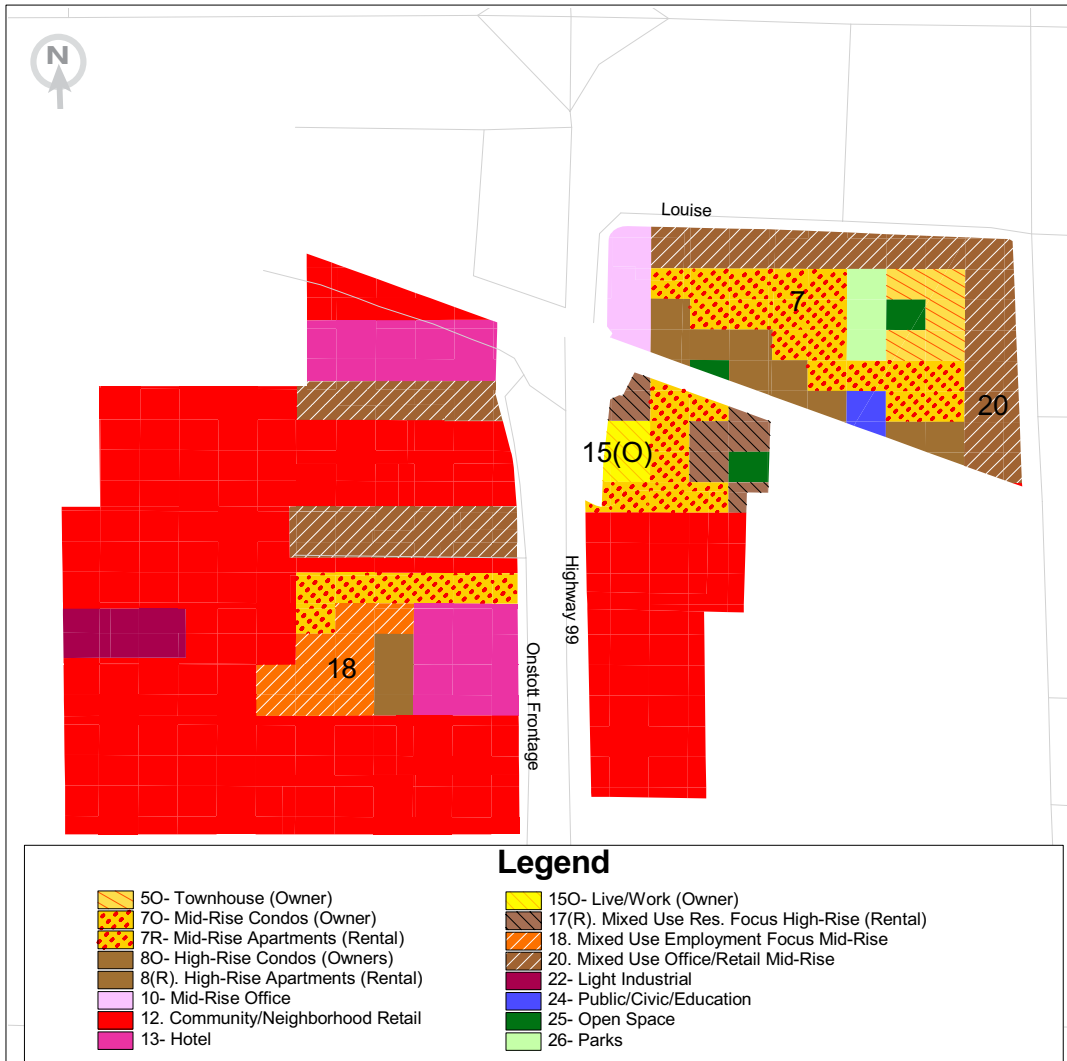 N
Louise
7
20
15(O)
Highway 99
18
Onstott Frontage
Legend
5O- Townhouse (Owner)
7O- Mid-Rise Condos (Owner)
7R- Mid-Rise Apartments (Rental)
8O- High-Rise Condos (Owners)
8(R). High-Rise Apartments (Rental)
10- Mid-Rise Office
12. Community/Neighborhood Retail
13- Hotel
15O- Live/Work (Owner)
17(R). Mixed Use Res. Focus High-Rise (Rental)
18. Mixed Use Employment Focus Mid-Rise
20. Mixed Use Office/Retail Mid-Rise
22- Light Industrial
24- Public/Civic/Education
25- Open Space
26- Parks